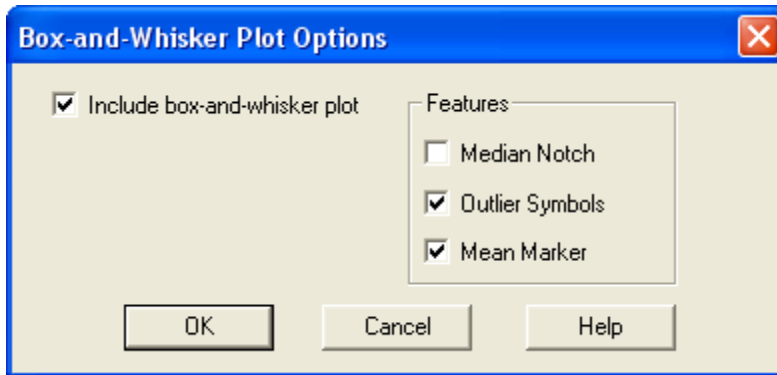 Box-and-Whisker Plot Options
Include box-and-whisker plot
Features
Median Notch
Outlier Symbols
Mean Marker
OK
Cancel
Help